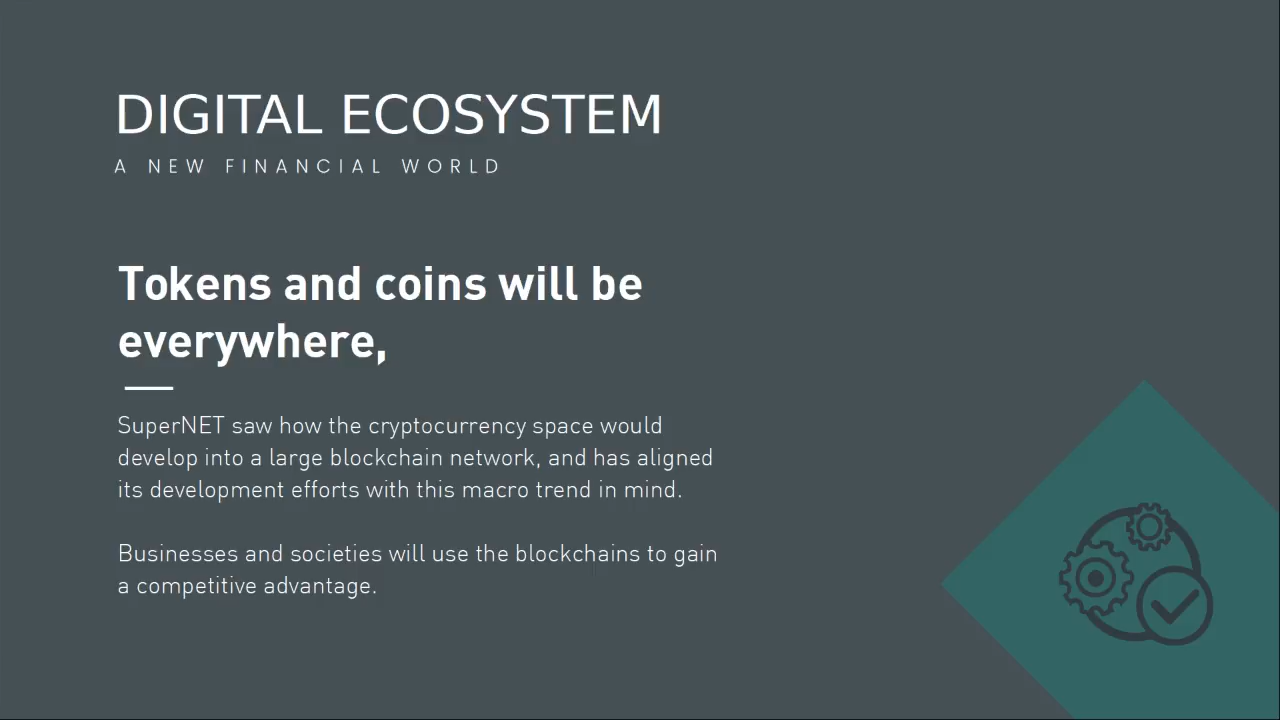 DIGITAL ECOSYSTEM
A NEW FINANCIAL WORLD
Tokens and coins will be
everywhere,
SuperNET saw how the cryptocurrency space would
develop into a large blockchain network, and has aligned
its development efforts with this macro trend in mind.
Businesses and societies will use the blockchains to gain
a competitive advantage.